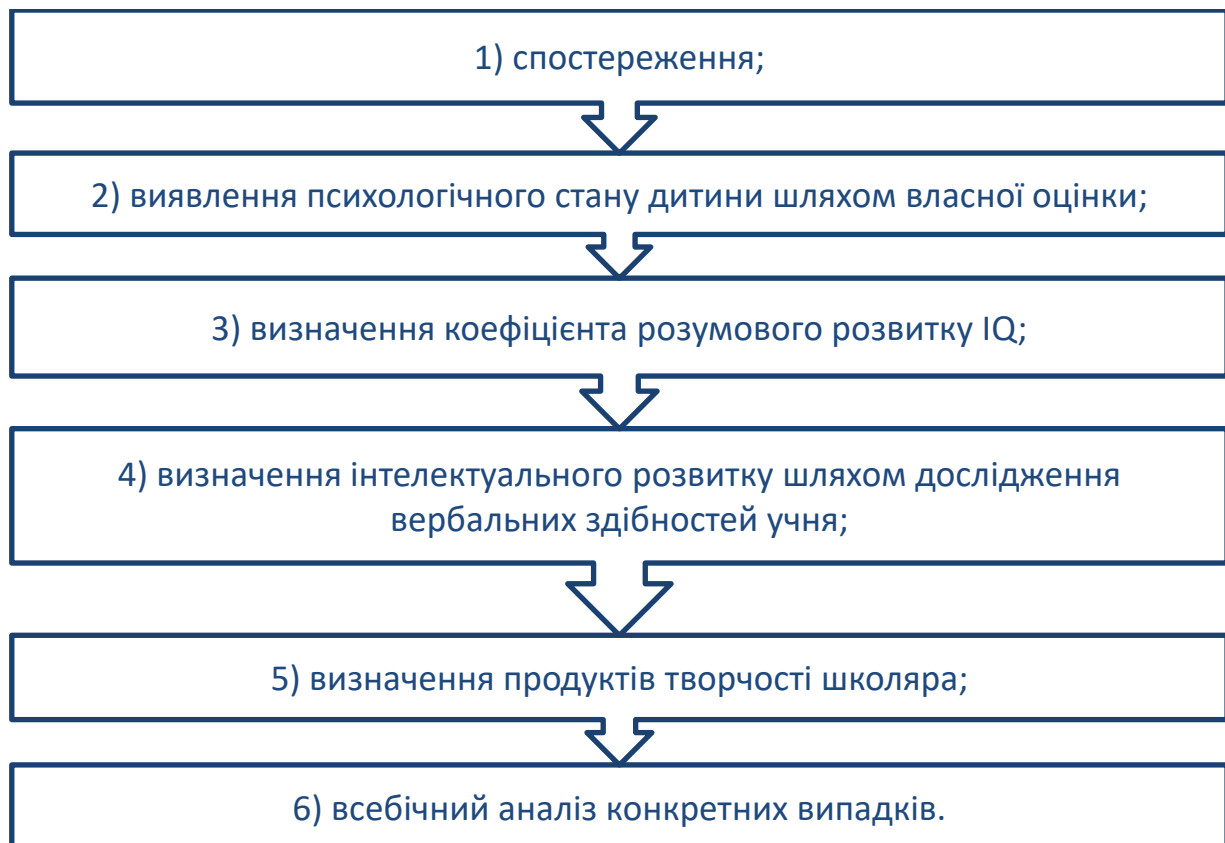 1) спостереження;
2) виявлення психологічного стану дитини шляхом власної оцінки;
3) визначення коефіцієнта розумового розвитку IQ;
4) визначення інтелектуального розвитку шляхом дослідження
вербальних здібностей учня;
5) визначення продуктів творчості школяра;
6) всебічний аналіз конкретних випадків.